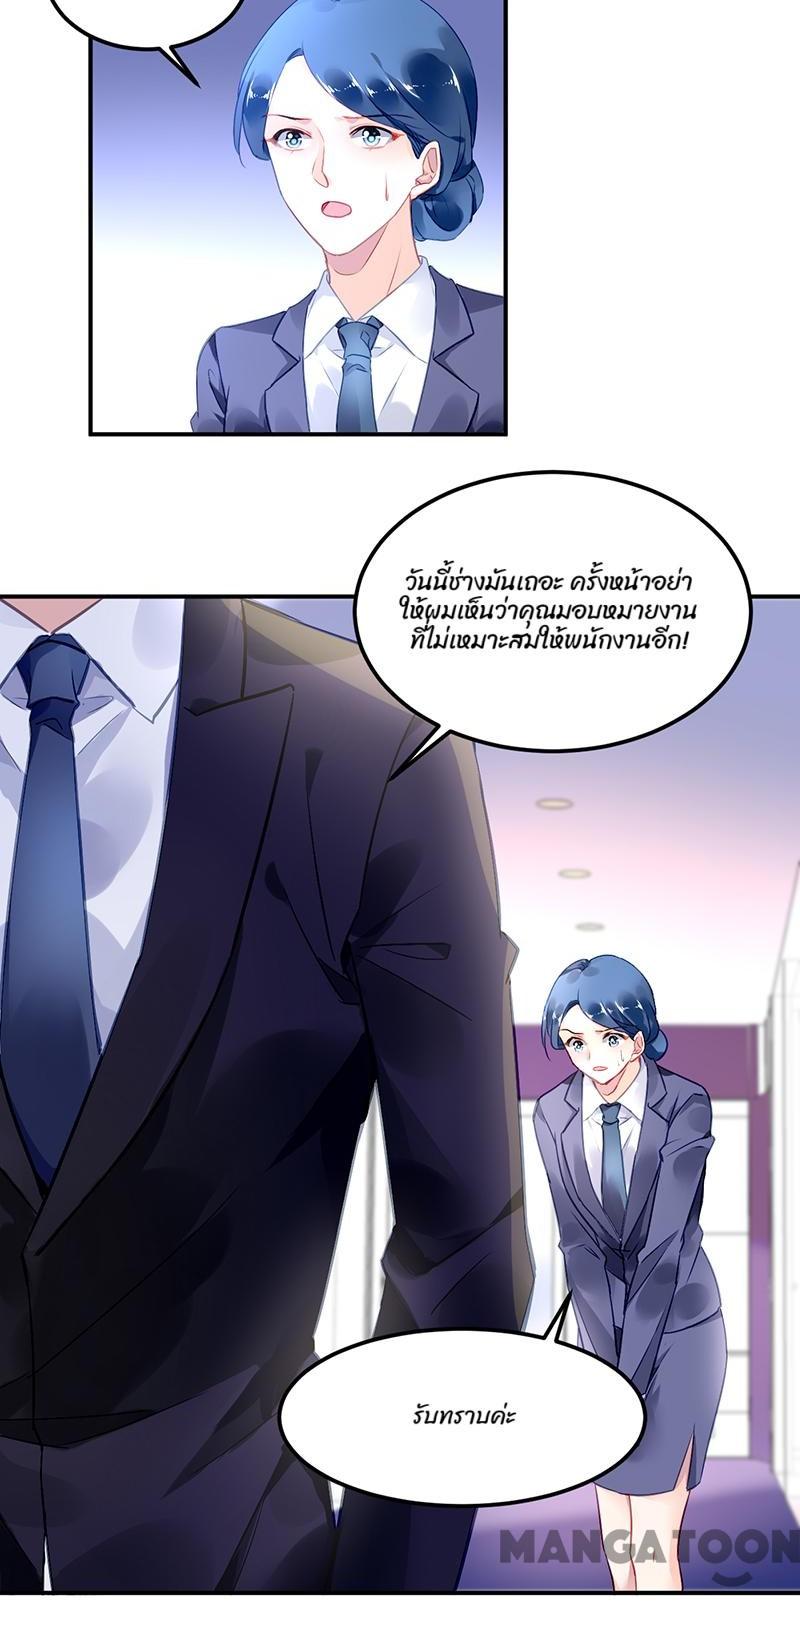 วันนี้ช่างมันเถอะ ครั้งหน้าอย่า
ให้ผมเห็นว่าคุณมอบหมายงาน
ที่ไม่เหมาะสมให้พนักงานอีก!
รับทราบค่ะ
MANGATOON